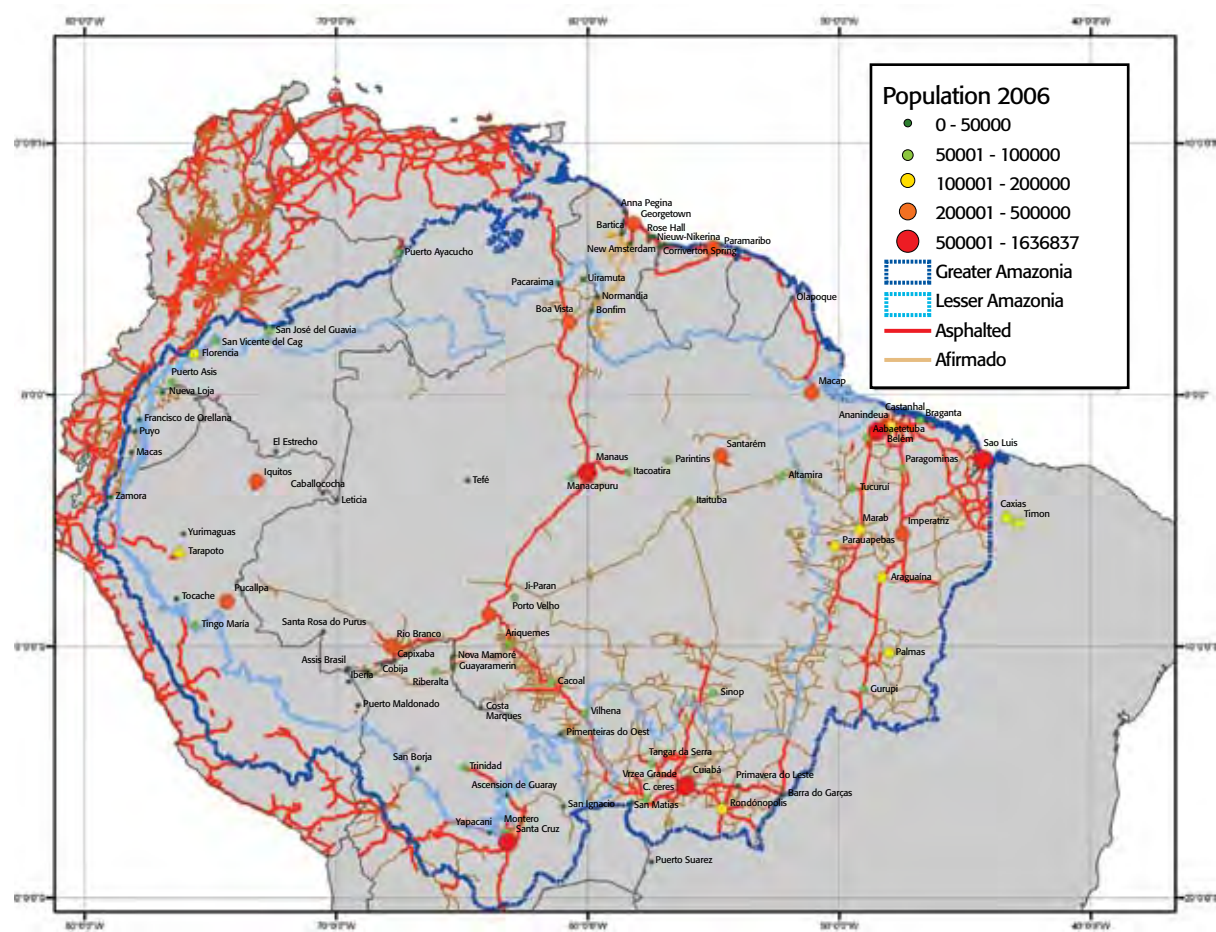 Population 2006
0 - 50000
50001 - 100000
100001 - 200000
200001 - 500000
500001 - 1636837
Greater Amazonia
Lesser Amazonia
Asphalted
Afirmado
Anna Pegina
Georgetown
Bartica
Rose Hall
Nieuw-Nikerina
New Amsterdam
Corriverton Spring
Paramaribo
Puerto Ayacucho
Pacaraima
Uiramuta
Normandia
Boa Vista
Bonfim
Olapoque
San José del Guavia
San Vicente del Cag
Florencia
Puerto Asis
Nueva Loja
Macap
Francisco de Orellana
Puyo
Macas
El Estrecho
Iquitos
Caballococha
Leticia
Zamora
Tefé
Manaus
Manacapuru
Itacoatira
Parintins
Santarém
Altamira
Itaituba
Castanhal
Ananindeua
Braganta
Aabaetetuba
Belém
Sao Luis
Paragominas
Tucuruí
Caxias
Timon
Marab
Imperatriz
Parauapebas
Araguaína
Yurimaguas
Tarapoto
Tocache
Pucallpa
Tingo María
Ji-Paran
Porto Velho
Santa Rosa do Purus
Rio Branco
Ariquemes
Capixaba
Nova Mamoré
Assis Brasil
Cobija
Guayaramerin
Iberia
Riberalta
Cacoal
Palmas
Puerto Maldonado
Costa
Marques
Vilhena
Sinop
Gurupi
Pimenteiras do Oest
San Borja
Trinidad
Tangar da Serra
Ascension de Guaray
Vrzea Grande
Cuiabá
Primavera do Leste
C. ceres
San Ignacio
San Matias
Barra do Garças
Rondónopolis
Yapacani
Montero
Santa Cruz
Puerto Suarez